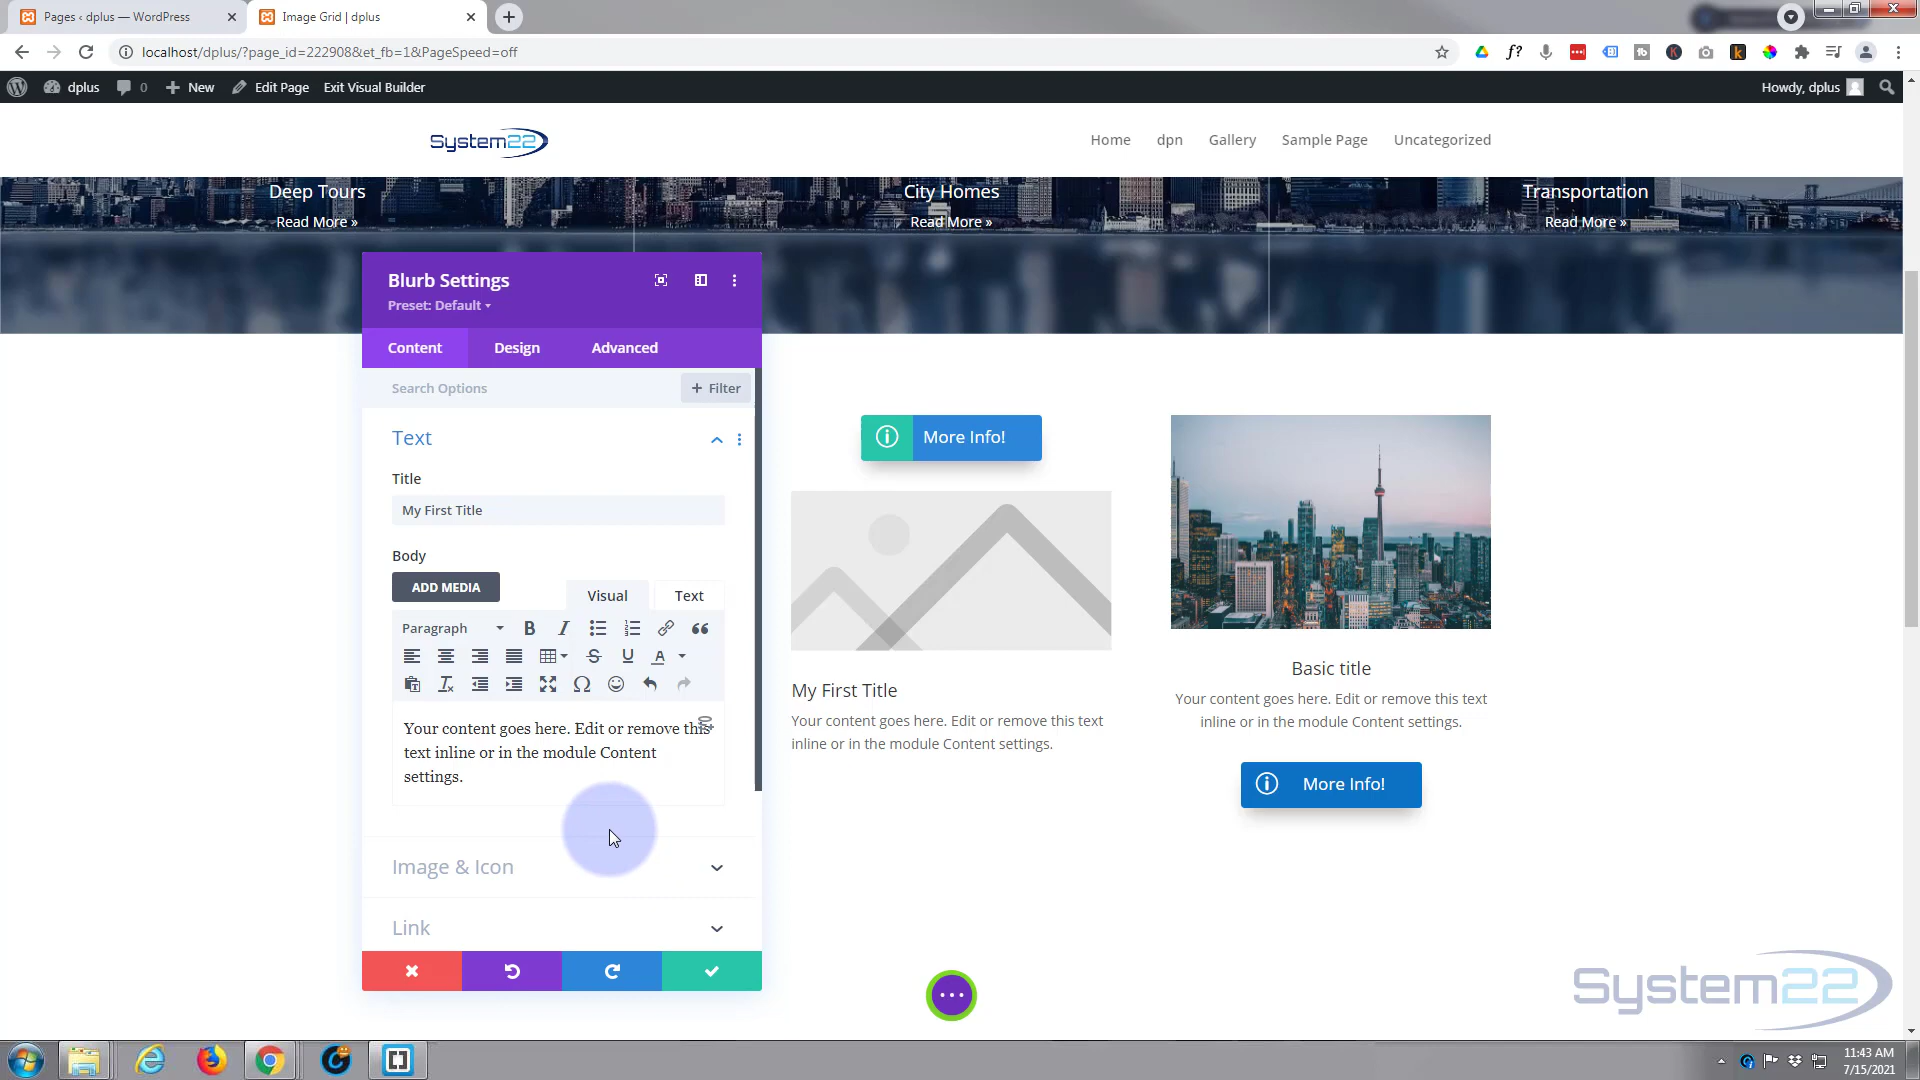 Pages ‹ dplus — WordPress
Image Grid | dplus
localhost/dplus/?page_id=222908&et_fb=1&PageSpeed=off
dplus
0
New
Edit Page
Exit Visual Builder
Howdy, dplus
System22
Home
dpn
Gallery
Sample Page
Uncategorized
Deep Tours
City Homes
Transportation
Read More »
Read More »
Read More »
Blurb Settings
Preset: Default
Content
Design
Advanced
Search Options
+ Filter
Text
Title
My First Title
Body
ADD MEDIA
Visual
Text
Paragraph
Your content goes here. Edit or remove this
text inline or in the module Content
settings.
Image & Icon
Link
More Info!
My First Title
Your content goes here. Edit or remove this text
inline or in the module Content settings.
Basic title
Your content goes here. Edit or remove this text
inline or in the module Content settings.
More Info!
System22
11:43 AM
7/15/2021